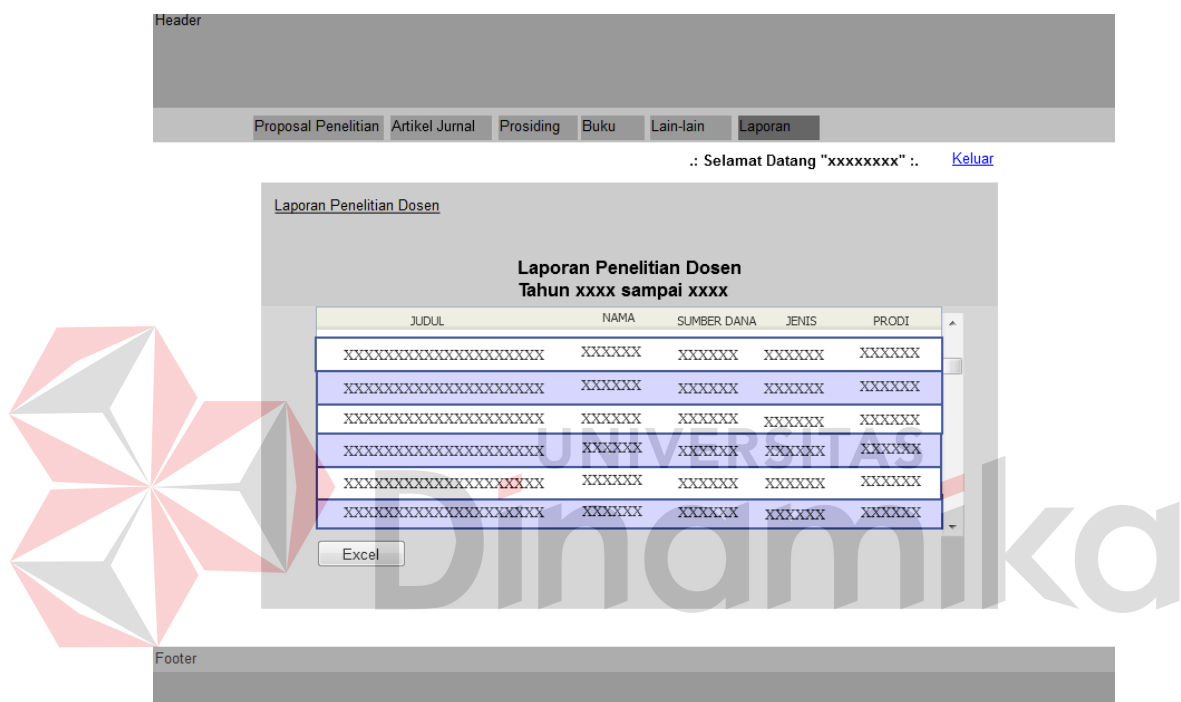 Header
Proposal Penelitian Artikel Jurnal Prosiding Buku Lain-lain Laporan
.: Selamat Datang "xxxxxxxx" :. Keluar
Laporan Penelitian Dosen
Laporan Penelitian Dosen
Tahun xxxx sampai xxxx
JUDUL NAMA SUMBER DANA JENIS PRODI
XXXXXXXXXXXXXXXXXXXX XXXXXX XXXXXX XXXXXX XXXXXX
XXXXXXXXXXXXXXXXXXXX XXXXXX XXXXXX XXXXXX XXXXXX
XXXXXXXXXXXXXXXXXXXX XXXXXX XXXXXX XXXXXX XXXXXX
XXXXXXXXXXXXXXXXXXXX XXXXXX XXXXXX XXXXXX XXXXXX
XXXXXXXXXXXXXXXXXXXX XXXXXX XXXXXX XXXXXX XXXXXX
XXXXXXXXXXXXXXXXXXXX XXXXXX XXXXXX XXXXXX XXXXXX
UNIVERSITAS
Dinamika
Excel
Footer